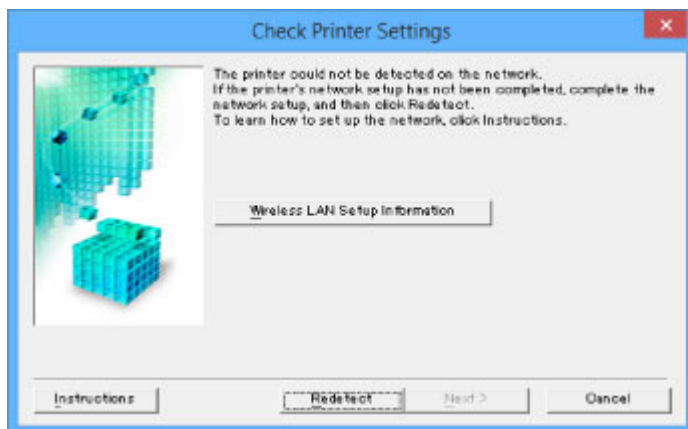 Check Printer Settings
The printer could not be detected on the network.
If the printer's network setup has not been completed, complete the
network setup, and then click Redetect.
To learn how to set up the network, click Instructions.
Wireless LAN Setup Information
Instructions
Redetect
Next >
Cancel